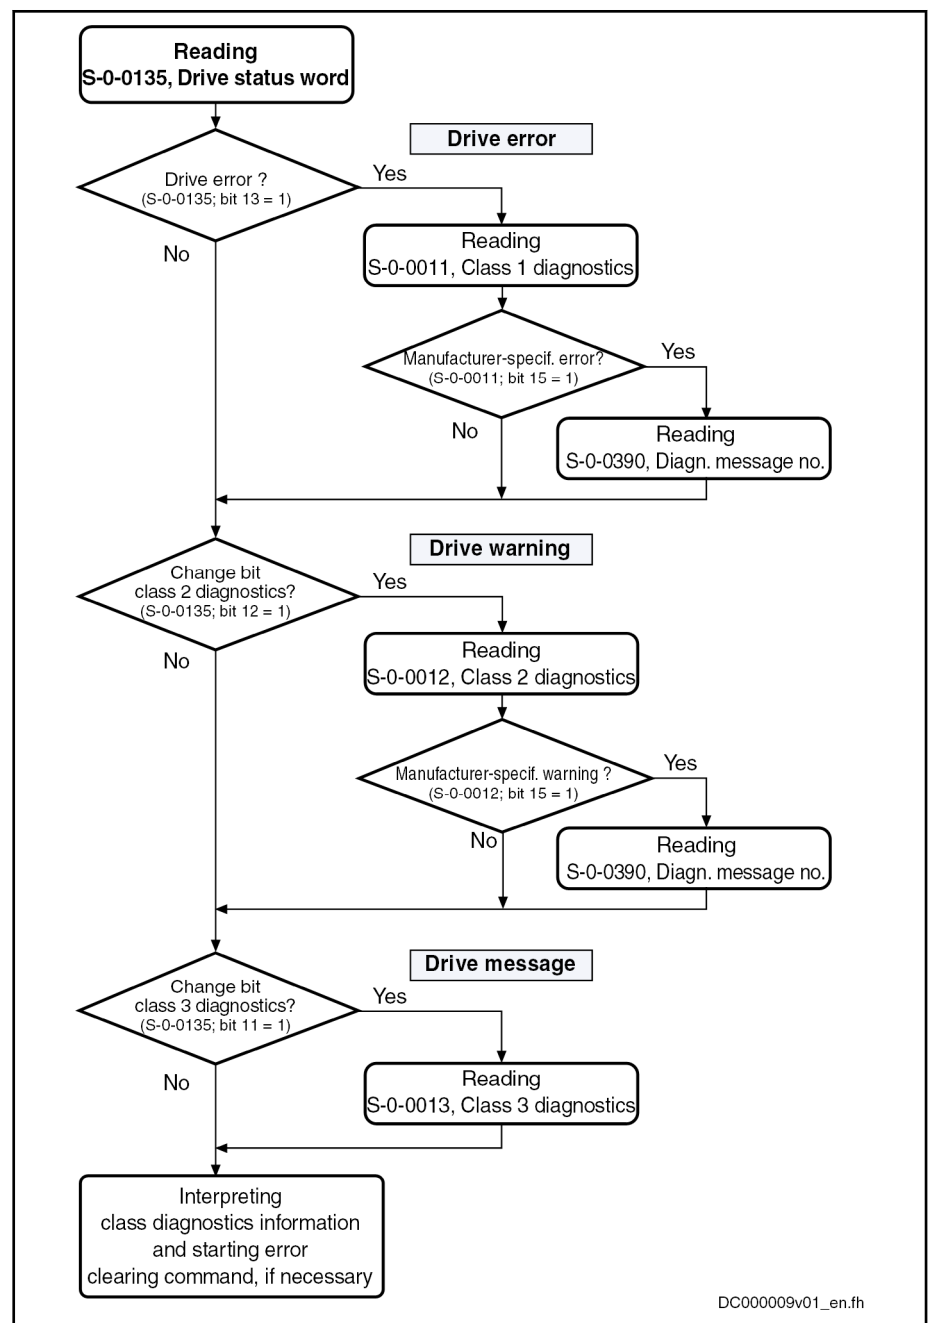 Reading
S-0-0135, Drive status word
Drive error
Drive error ?
(S-0-0135; bit 13 = 1)
Yes
No
Reading
S-0-0011, Class 1 diagnostics
Manufacturer-specif. error?
(S-0-0011; bit 15 = 1)
Yes
No
Reading
S-0-0390, Diagn. message no.
Drive warning
Change bit
class 2 diagnostics?
(S-0-0135; bit 12 = 1)
Yes
No
Reading
S-0-0012, Class 2 diagnostics
Manufacturer-specif. warning ?
(S-0-0012; bit 15 = 1)
Yes
No
Reading
S-0-0390, Diagn. message no.
Drive message
Change bit
class 3 diagnostics?
(S-0-0135; bit 11 = 1)
Yes
No
Reading
S-0-0013, Class 3 diagnostics
Interpreting
class diagnostics information
and starting error
clearing command, if necessary
DC000009v01_en.fh